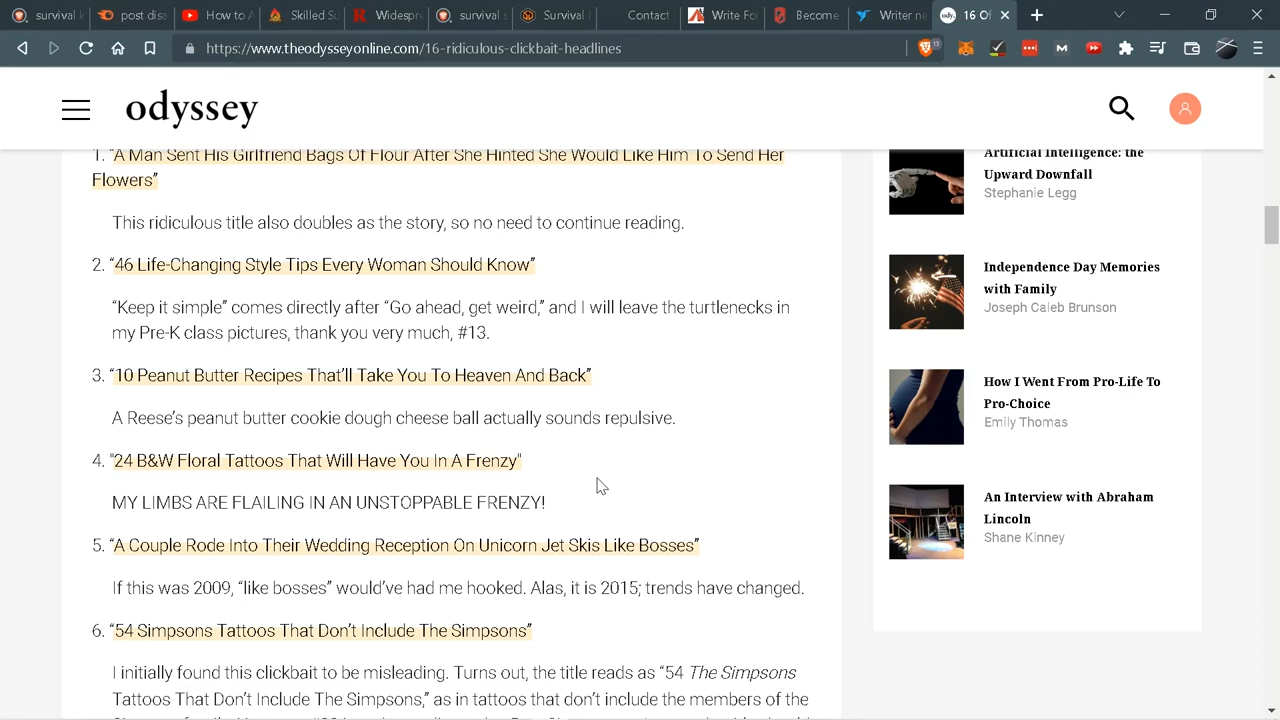 survival s
post disa
How to A
Skilled Su
Widespre
survival s
Survival B
Contact
Write For
Become
Writer ne
ody. 16 Of
https://www.theodysseyonline.com/16-ridiculous-clickbait-headlines
13
odyssey
1. “A Man Sent His Girlfriend Bags Of Flour After She Hinted She Would Like Him To Send Her
Flowers”
This ridiculous title also doubles as the story, so no need to continue reading.
2. “46 Life-Changing Style Tips Every Woman Should Know”
“Keep it simple” comes directly after “Go ahead, get weird,” and I will leave the turtlenecks in
my Pre-K class pictures, thank you very much, #13.
3. “10 Peanut Butter Recipes That’ll Take You To Heaven And Back”
A Reese’s peanut butter cookie dough cheese ball actually sounds repulsive.
4. "24 B&W Floral Tattoos That Will Have You In A Frenzy"
MY LIMBS ARE FLAILING IN AN UNSTOPPABLE FRENZY!
5. “A Couple Rode Into Their Wedding Reception On Unicorn Jet Skis Like Bosses”
If this was 2009, “like bosses” would’ve had me hooked. Alas, it is 2015; trends have changed.
6. “54 Simpsons Tattoos That Don’t Include The Simpsons”
I initially found this clickbait to be misleading. Turns out, the title reads as “54 The Simpsons
Tattoos That Don’t Include The Simpsons,” as in tattoos that don’t include the members of the
Artificial Intelligence: the
Upward Downfall
Stephanie Legg
Independence Day Memories
with Family
Joseph Caleb Brunson
How I Went From Pro-Life To
Pro-Choice
Emily Thomas
An Interview with Abraham
Lincoln
Shane Kinney